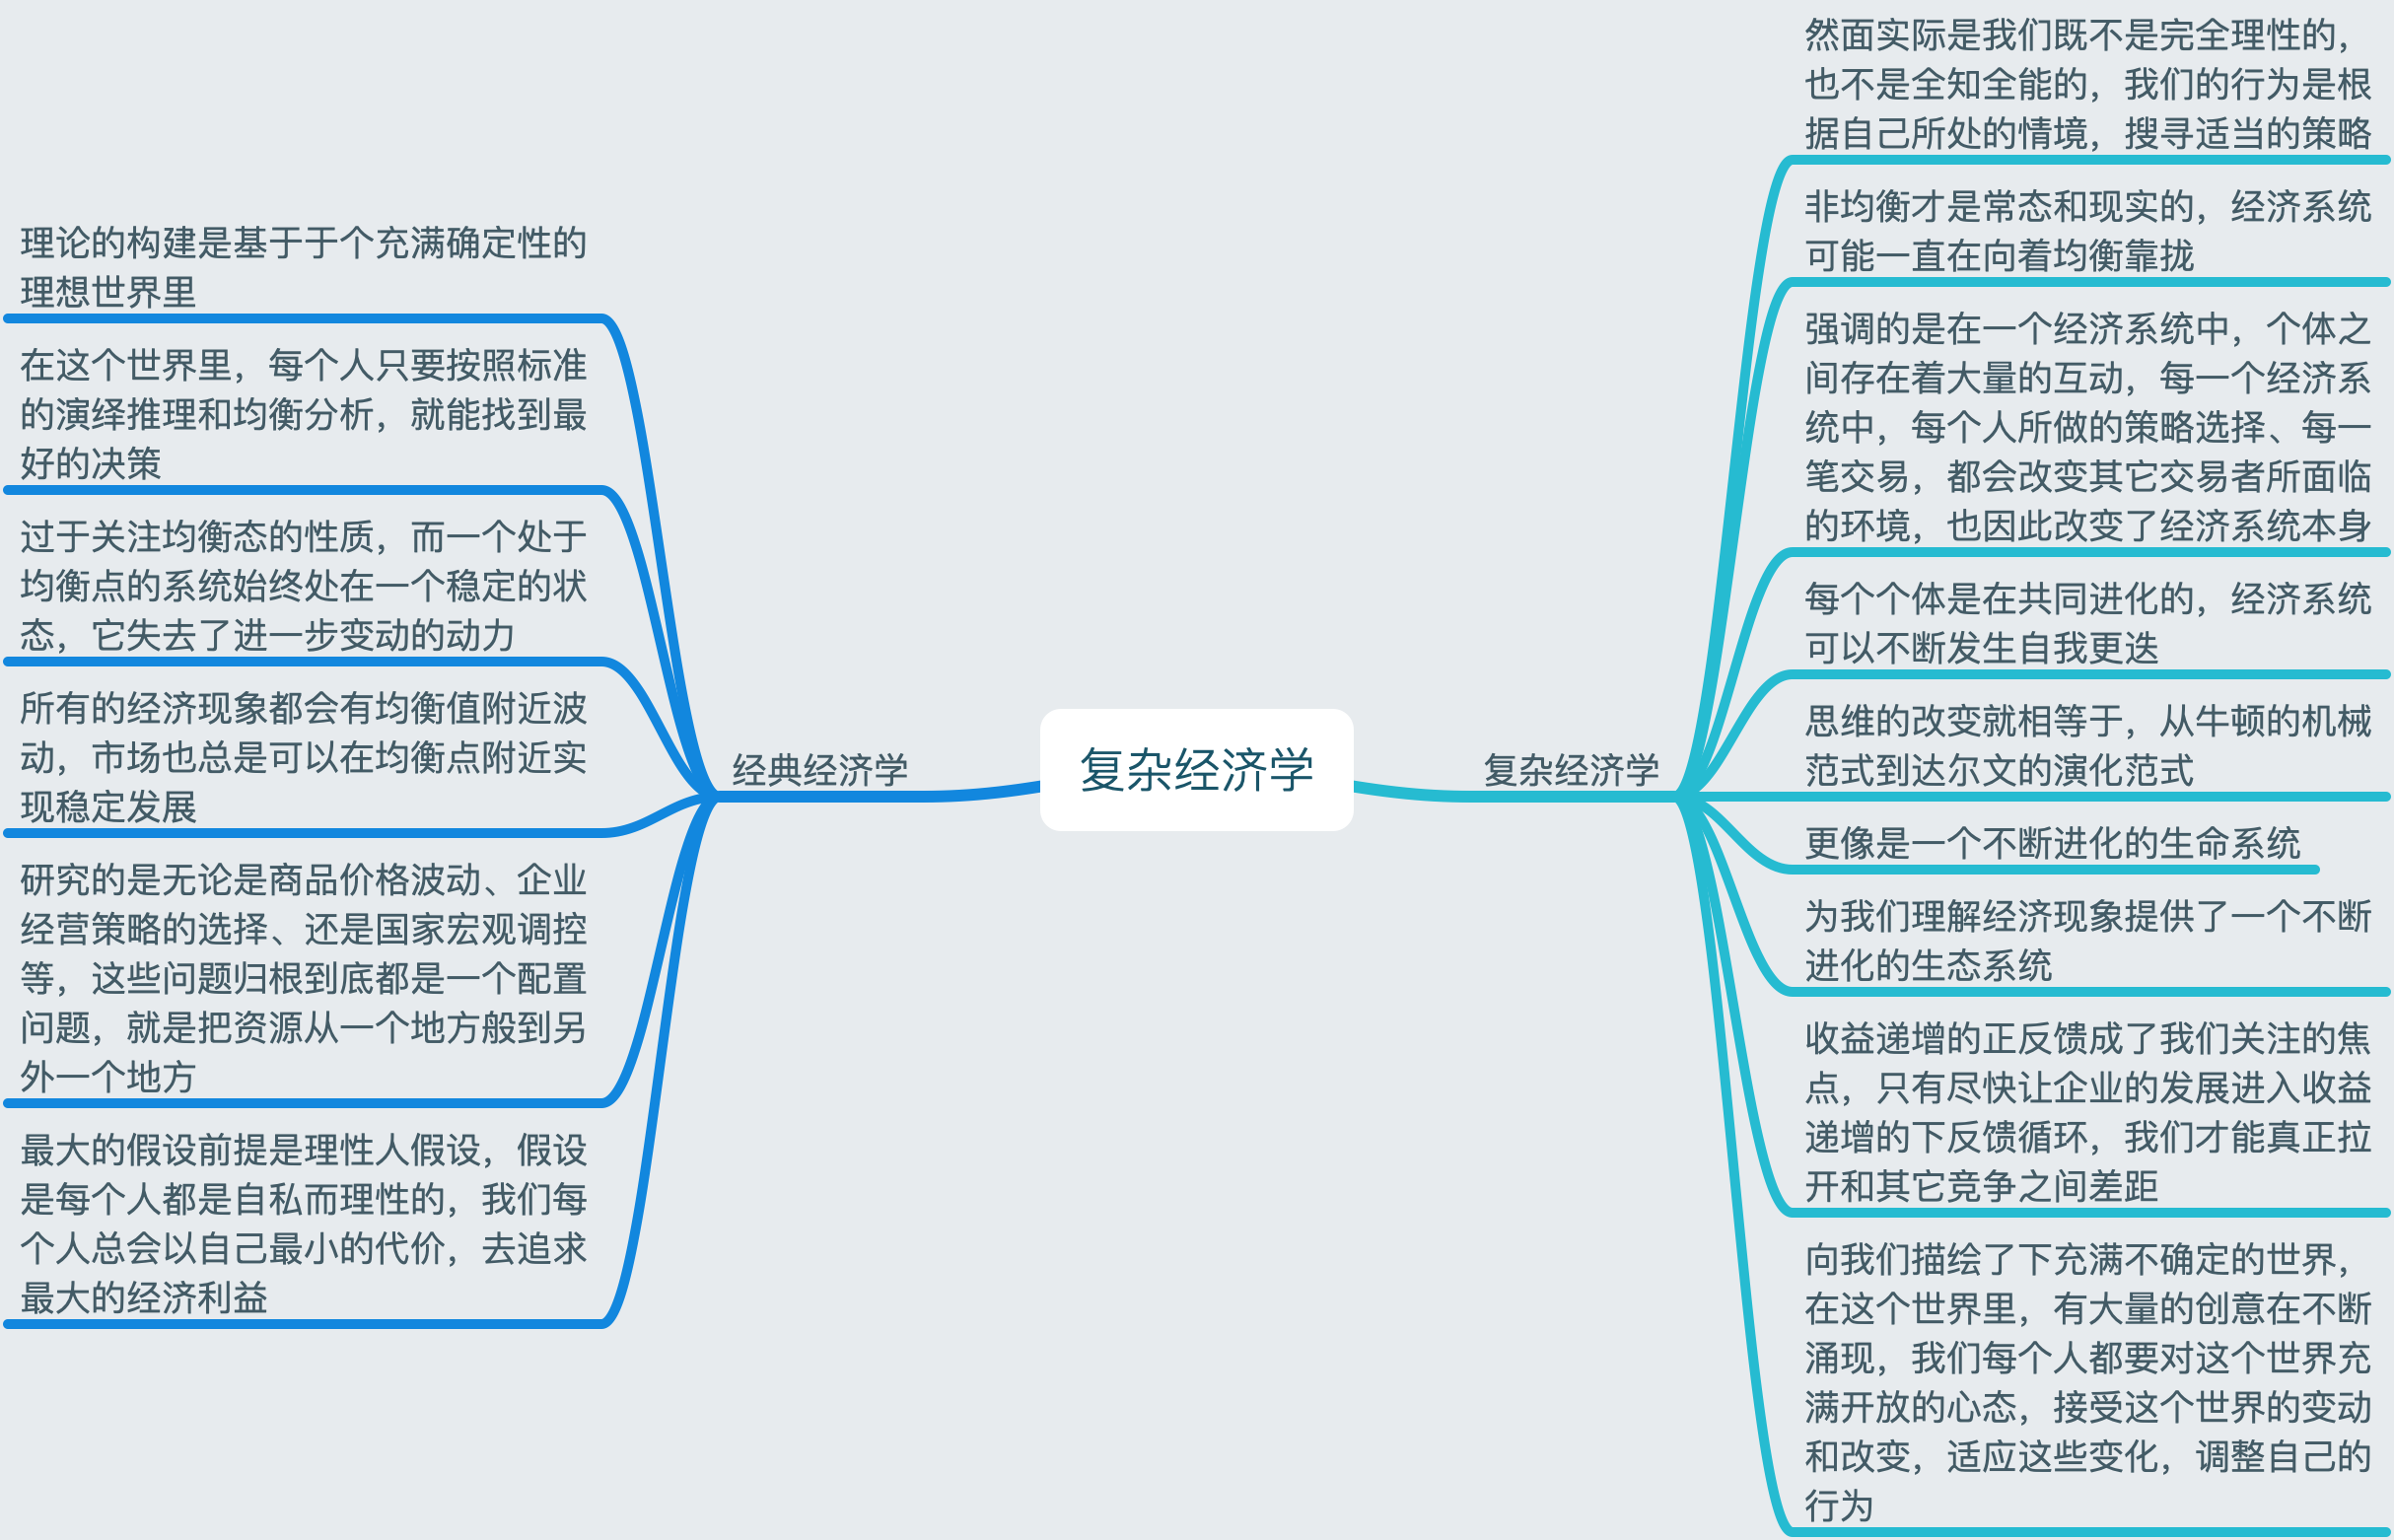 复杂经济学
经典经济学
理论的构建是基于于个充满确定性的
理想世界里
在这个世界里，每个人只要按照标准
的演绎推理和均衡分析，就能找到最
好的决策
过于关注均衡态的性质，而一个处于
均衡点的系统始终处在一个稳定的状
态，它失去了进一步变动的动力
所有的经济现象都会有均衡值附近波
动，市场也总是可以在均衡点附近实
现稳定发展
研究的是无论是商品价格波动、企业
经营策略的选择、还是国家宏观调控
等，这些问题归根到底都是一个配置
问题，就是把资源从一个地方般到另
外一个地方
最大的假设前提是理性人假设，假设
是每个人都是自私而理性的，我们每
个人总会以自己最小的代价，去追求
最大的经济利益
复杂经济学
然面实际是我们既不是完全理性的，
也不是全知全能的，我们的行为是根
据自己所处的情境，搜寻适当的策略
非均衡才是常态和现实的，经济系统
可能一直在向着均衡靠拢
强调的是在一个经济系统中，个体之
间存在着大量的互动，每一个经济系
统中，每个人所做的策略选择、每一
笔交易，都会改变其它交易者所面临
的环境，也因此改变了经济系统本身
每个个体是在共同进化的，经济系统
可以不断发生自我更迭
思维的改变就相等于，从牛顿的机械
范式到达尔文的演化范式
更像是一个不断进化的生命系统
为我们理解经济现象提供了一个不断
进化的生态系统
收益递增的正反馈成了我们关注的焦
点，只有尽快让企业的发展进入收益
递增的下反馈循环，我们才能真正拉
开和其它竞争之间差距
向我们描绘了下充满不确定的世界，
在这个世界里，有大量的创意在不断
涌现，我们每个人都要对这个世界充
满开放的心态，接受这个世界的变动
和改变，适应这些变化，调整自己的
行为